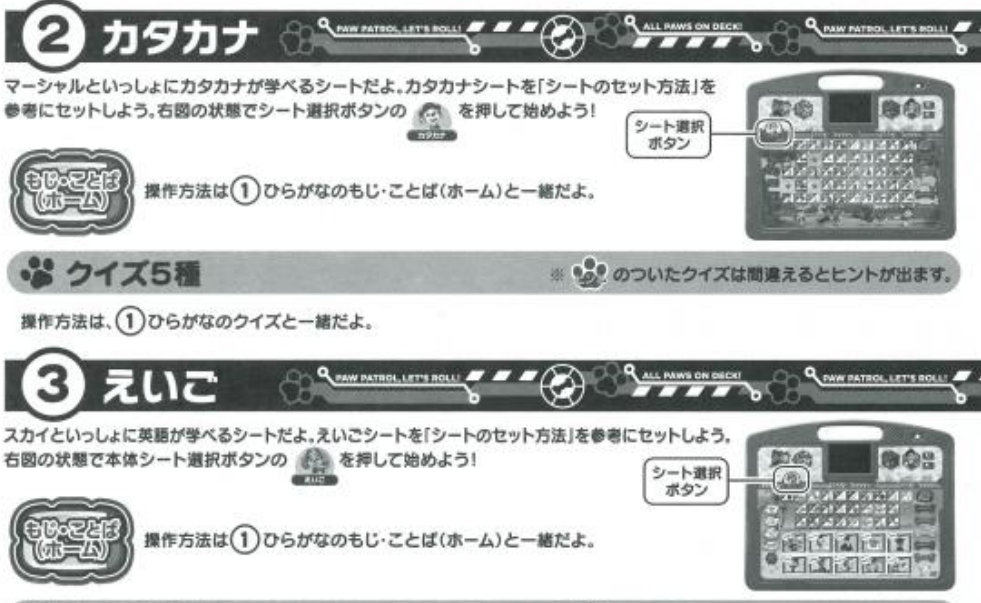 ② カタカナ
PAW PATROL, LET'S ROLL!
ALL PAWS ON DECK!
PAW PATROL, LET'S ROLL!
マーシャルといっしょにカタカナが学べるシートだよ。カタカナシートを「シートのセット方法」を
参考にセットしよう。右図の状態でシート選択ボタンの カタカナ を押して始めよう!
シート選択
ボタン
もじ・ことば
(ホーム)
操作方法は①ひらがなのもじ・ことば(ホーム)と一緒だよ。
クイズ5種
※ のついたクイズは間違えるとヒントが出ます。
操作方法は、①ひらがなのクイズと一緒だよ。
③ えいご
PAW PATROL, LET'S ROLL!
ALL PAWS ON DECK!
PAW PATROL, LET'S ROLL!
スカイといっしょに英語が学べるシートだよ。えいごシートを「シートのセット方法」を参考にセットしよう。
右図の状態で本体シート選択ボタンの えいご を押して始めよう!
シート選択
ボタン
もじ・ことば
(ホーム)
操作方法は①ひらがなのもじ・ことば(ホーム)と一緒だよ。